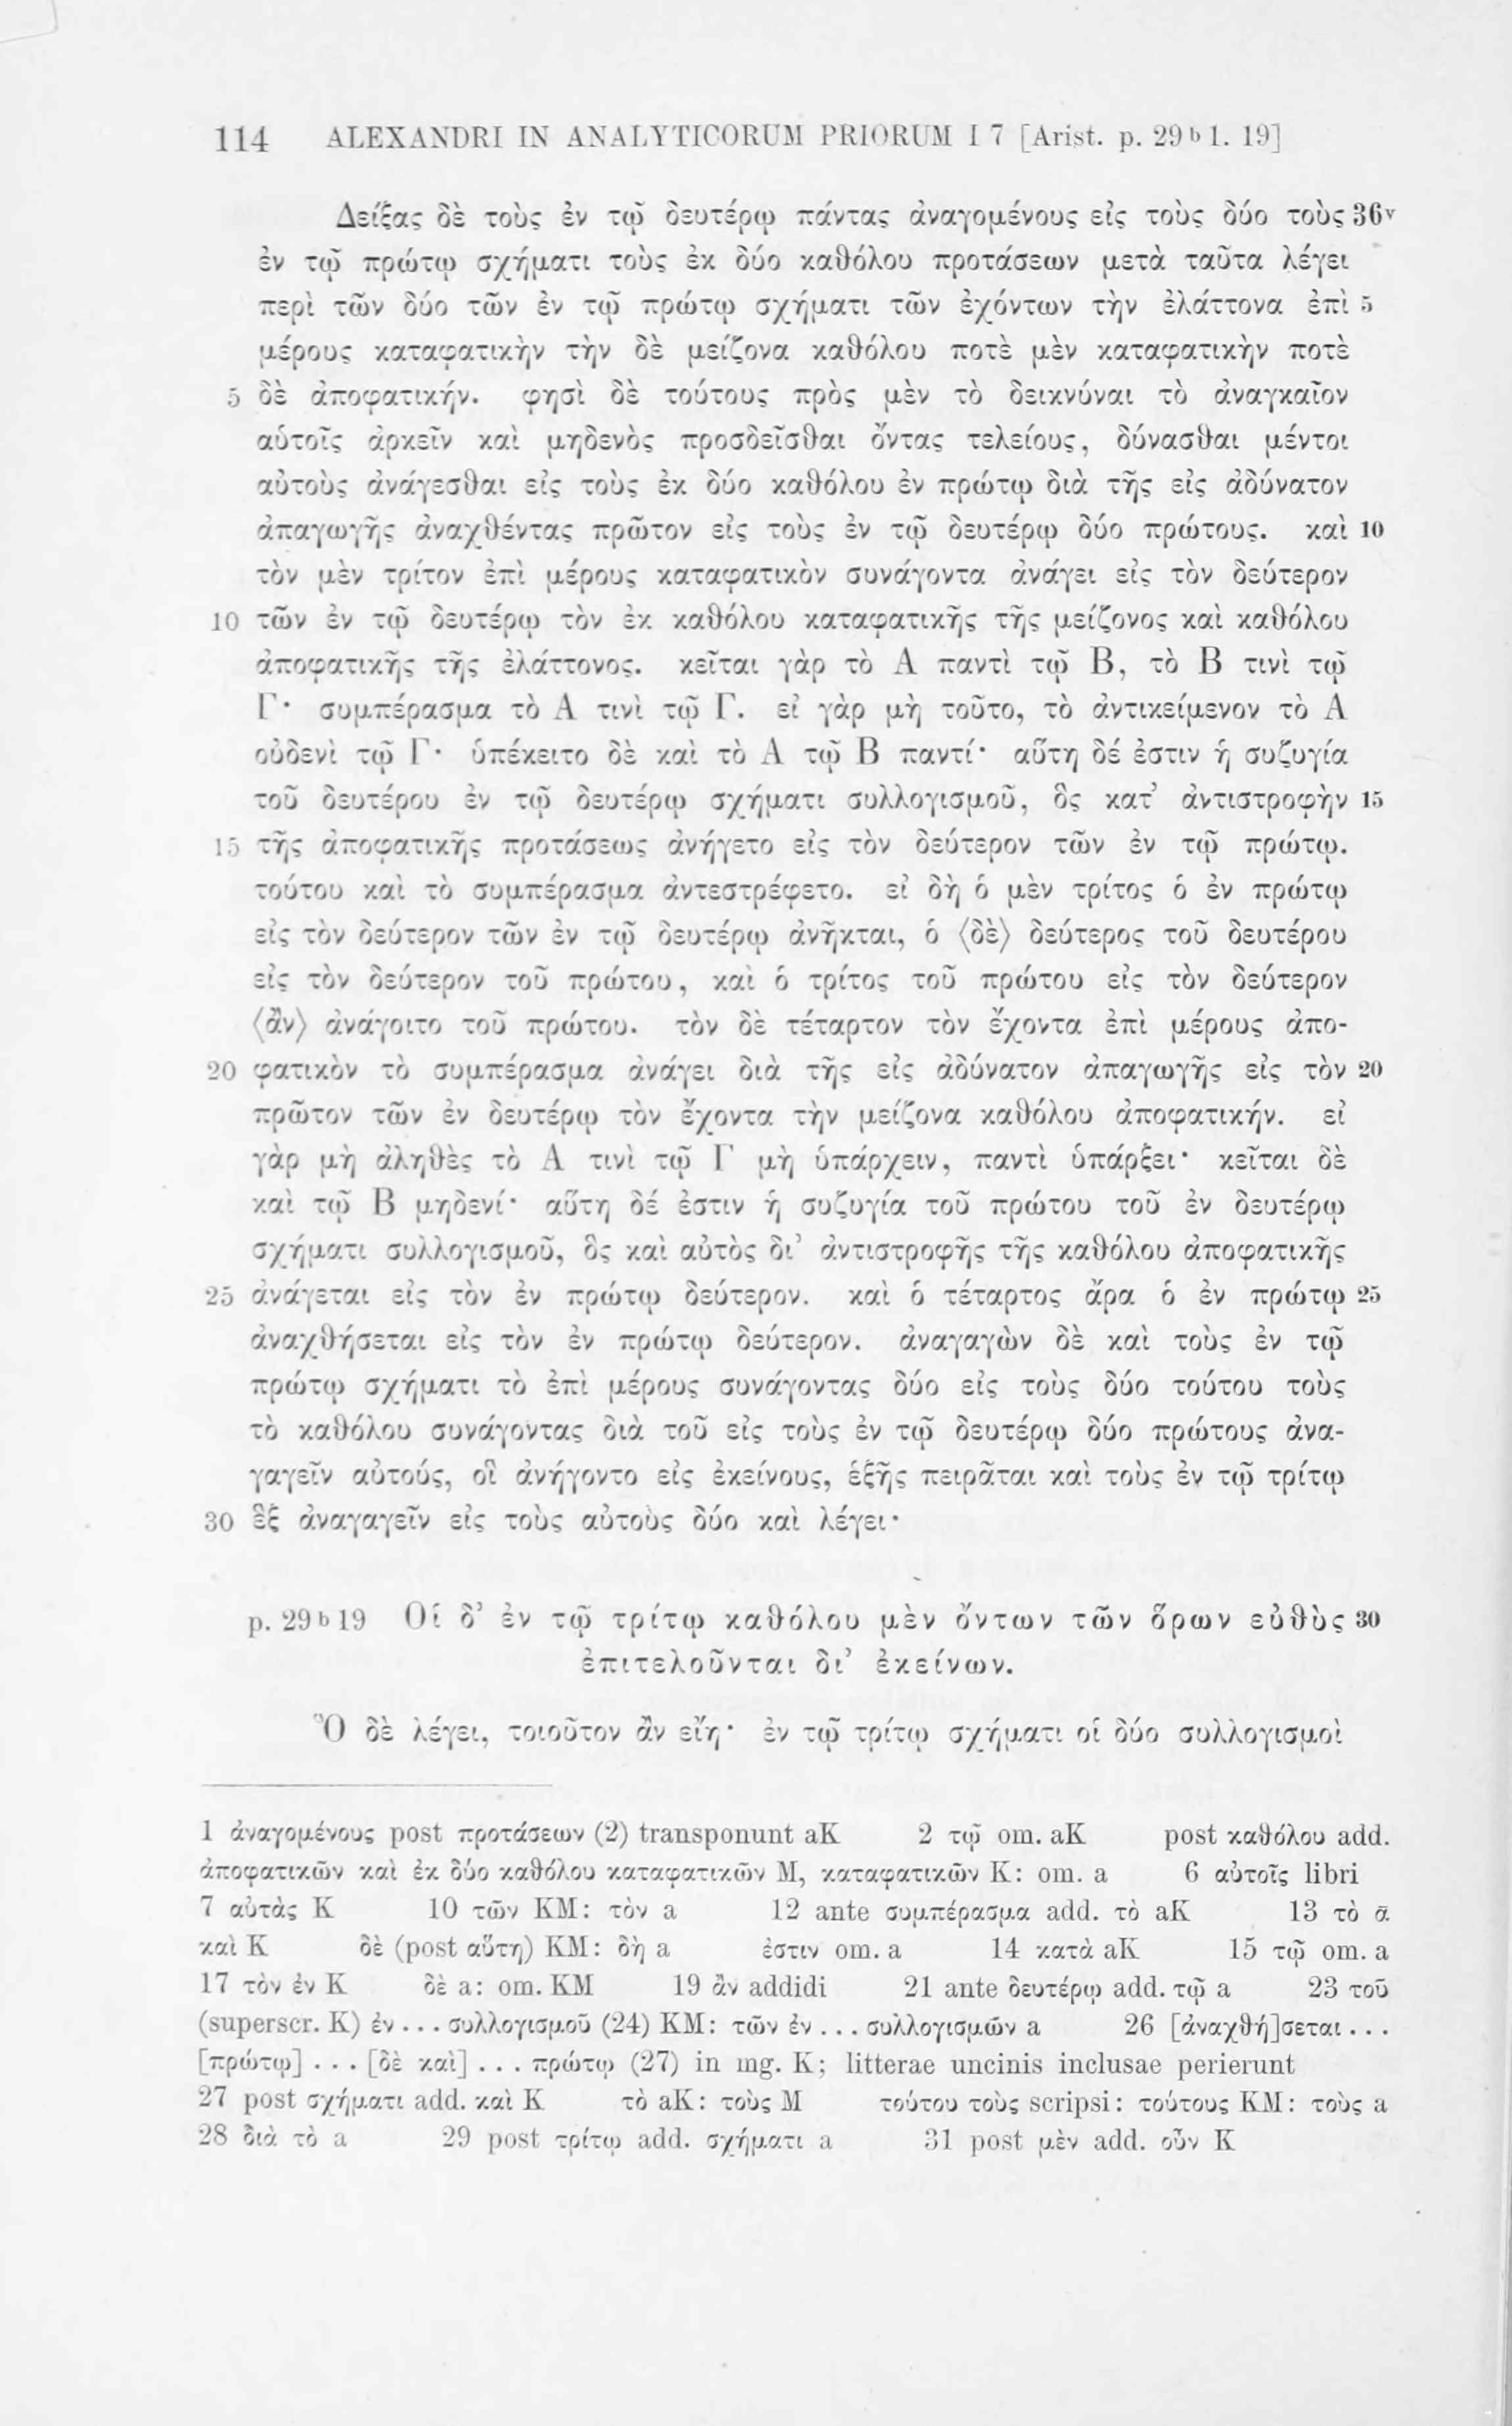 114 ALEXANDRI IN ANALYTICORUM PRIORUM I 7 [Arist. p. 29 b 1. 19]
Δείξας δὲ τοὺς ἐν τῷ δευτέρῳ πάντας ἀναγομένους εἰς τοὺς δύο τοὺς 36v
ἐν τῷ πρώτῳ σχήματι τοὺς ἐκ δύο καθόλου προτάσεων μετὰ ταῦτα λέγει
περὶ τῶν δύο τῶν ἐν τῷ πρώτῳ σχήματι τῶν ἐχόντων τὴν ἐλάττονα ἐπὶ 5
μέρους καταφατικὴν τὴν δὲ μείζονα καθόλου ποτὲ μὲν καταφατικὴν ποτὲ
5 δὲ ἀποφατικήν. φησὶ δὲ τούτους πρὸς μὲν τὸ δεικνύναι τὸ ἀναγκαῖον
αὑτοῖς ἀρκεῖν καὶ μηδενὸς προσδεῖσθαι ὄντας τελείους, δύνασθαι μέντοι
αὐτοὺς ἀνάγεσθαι εἰς τοὺς ἐκ δύο καθόλου ἐν πρώτῳ διὰ τῆς εἰς ἀδύνατον
ἀπαγωγῆς ἀναχθέντας πρῶτον εἰς τοὺς ἐν τῷ δευτέρῳ δύο πρώτους. καὶ 10
τὸν μὲν τρίτον ἐπὶ μέρους καταφατικὸν συνάγοντα ἀνάγει εἰς τὸν δεύτερον
10 τῶν ἐν τῷ δευτέρῳ τὸν ἐκ καθόλου καταφατικῆς τῆς μείζονος καὶ καθόλου
ἀποφατικῆς τῆς ἐλάττονος. κεῖται γὰρ τὸ Α παντὶ τῷ Β, τὸ Β τινὶ τῷ
Γ· συμπέρασμα τὸ Α τινὶ τῷ Γ. εἰ γὰρ μὴ τοῦτο, τὸ ἀντικείμενον τὸ Α
οὐδενὶ τῷ Γ· ὑπέκειτο δὲ καὶ τὸ Α τῷ Β παντί· αὕτη δέ ἐστιν ἡ συζυγία
τοῦ δευτέρου ἐν τῷ δευτέρῳ σχήματι συλλογισμοῦ, ὃς κατ’ ἀντιστροφὴν 15
15 τῆς ἀποφατικῆς προτάσεως ἀνήγετο εἰς τὸν δεύτερον τῶν ἐν τῷ πρώτῳ.
τούτου καὶ τὸ συμπέρασμα ἀντεστρέφετο. εἰ δὴ ὁ μὲν τρίτος ὁ ἐν πρώτῳ
εἰς τὸν δεύτερον τῶν ἐν τῷ δευτέρῳ ἀνῆκται, ὁ ⟨δὲ⟩ δεύτερος τοῦ δευτέρου
εἰς τὸν δεύτερον τοῦ πρώτου, καὶ ὁ τρίτος τοῦ πρώτου εἰς τὸν δεύτερον
⟨ἂν⟩ ἀνάγοιτο τοῦ πρώτου. τὸν δὲ τέταρτον τὸν ἔχοντα ἐπὶ μέρους ἀπο-
20 φατικὸν τὸ συμπέρασμα ἀνάγει διὰ τῆς εἰς ἀδύνατον ἀπαγωγῆς εἰς τὸν 20
πρῶτον τῶν ἐν δευτέρῳ τὸν ἔχοντα τὴν μείζονα καθόλου ἀποφατικήν. εἰ
γὰρ μὴ ἀληθὲς τὸ Α τινὶ τῷ Γ μὴ ὑπάρχειν, παντὶ ὑπάρξει· κεῖται δὲ
καὶ τῷ Β μηδενί· αὕτη δέ ἐστιν ἡ συζυγία τοῦ πρώτου τοῦ ἐν δευτέρῳ
σχήματι συλλογισμοῦ, ὃς καὶ αὐτὸς δι’ ἀντιστροφῆς τῆς καθόλου ἀποφατικῆς
25 ἀνάγεται εἰς τὸν ἐν πρώτῳ δεύτερον. καὶ ὁ τέταρτος ἄρα ὁ ἐν πρώτῳ 25
ἀναχθήσεται εἰς τὸν ἐν πρώτῳ δεύτερον. ἀναγαγὼν δὲ καὶ τοὺς ἐν τῷ
πρώτῳ σχήματι τὸ ἐπὶ μέρους συνάγοντας δύο εἰς τοὺς δύο τούτου τοὺς
τὸ καθόλου συνάγοντας διὰ τοῦ εἰς τοὺς ἐν τῷ δευτέρῳ δύο πρώτους ἀνα-
γαγεῖν αὐτούς, οἳ ἀνήγοντο εἰς ἐκείνους, ἑξῆς πειρᾶται καὶ τοὺς ἐν τῷ τρίτῳ
30 ἓξ ἀναγαγεῖν εἰς τοὺς αὐτοὺς δύο καὶ λέγει·
p. 29 b 19 Οἱ δ’ ἐν τῷ τρίτῳ καθόλου μὲν ὄντων τῶν ὅρων εὐθὺς 30
ἐπιτελοῦνται δι’ ἐκείνων.
Ὃ δὲ λέγει, τοιοῦτον ἂν εἴη· ἐν τῷ τρίτῳ σχήματι οἱ δύο συλλογισμοὶ
1 ἀναγομένους post προτάσεων (2) transponunt aK 2 τῷ om. aK post καθόλου add.
ἀποφατικῶν καὶ ἐκ δύο καθόλου καταφατικῶν M, καταφατικῶν K: om. a 6 αὐτοῖς libri
7 αὐτὰς K 10 τῶν KM: τὸν a 12 ante συμπέρασμα add. τὸ aK 13 τὸ ᾱ
καὶ K δὲ (post αὕτη) KM: δὴ a ἐστιν om. a 14 κατὰ aK 15 τῷ om. a
17 τὸν ἐν K δὲ a: om. KM 19 ἂν addidi 21 ante δευτέρῳ add. τῷ a 23 τοῦ
(superscr. K) ἐν ... συλλογισμοῦ (24) KM: τῶν ἐν ... συλλογισμῶν a 26 [ἀναχθή]σεται ...
[πρώτῳ] ... [δὲ καὶ] ... πρώτῳ (27) in mg. K; litterae uncinis inclusae perierunt
27 post σχήματι add. καὶ K τὸ aK: τοὺς M τούτου τοὺς scripsi: τούτους KM: τοὺς a
28 διὰ τὸ a 29 post τρίτῳ add. σχήματι a 31 post μὲν add. οὖν K